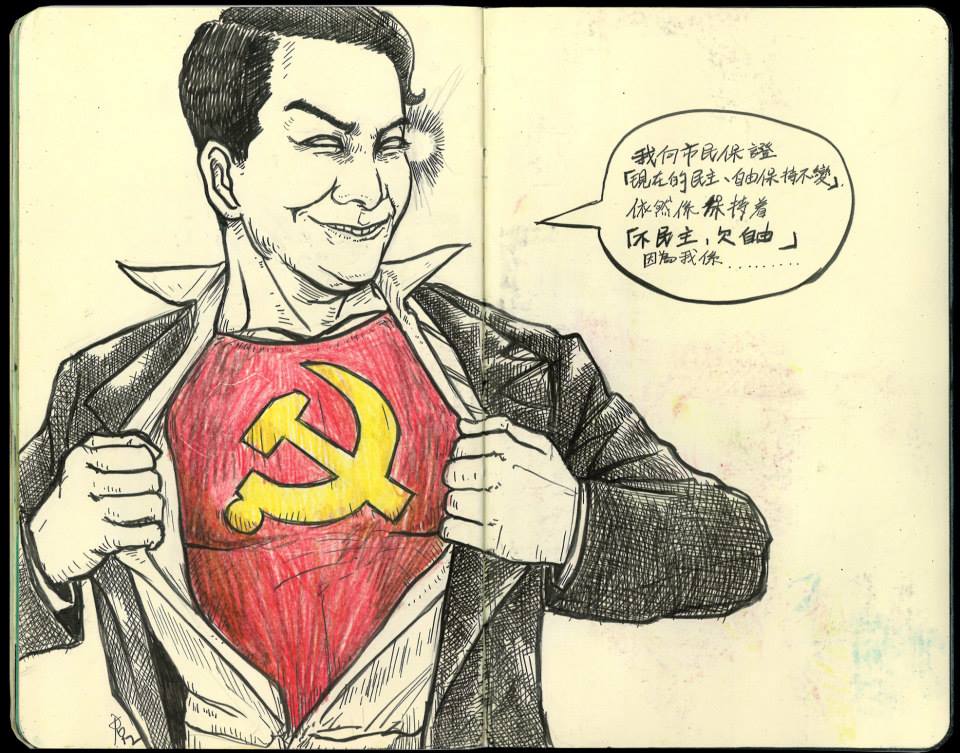 我向市民保證
「現在的民主、自由保持不變」.
依然係保持着
「不民主、欠自由」
因為我係.........